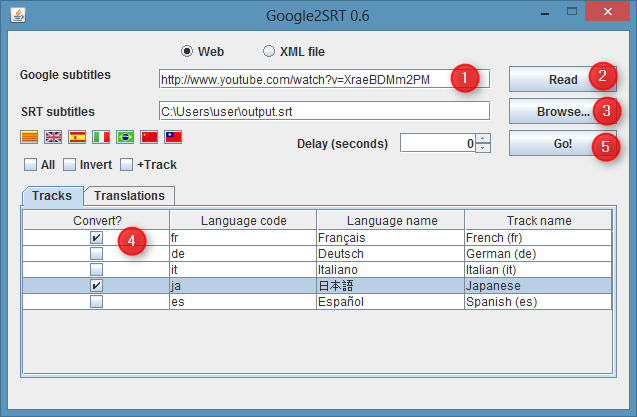 Google2SRT 0.6
Web XML file
Google subtitles http://www.youtube.com/watch?v=XraeBDMm2PM 1 Read 2
SRT subtitles C:\Users\user\output.srt Browse... 3
Delay (seconds) 0 Go! 5
All Invert +Track
Tracks Translations
Convert? Language code Language name Track name
4 fr Français French (fr)
de Deutsch German (de)
it Italiano Italian (it)
ja 日本語 Japanese
es Español Spanish (es)